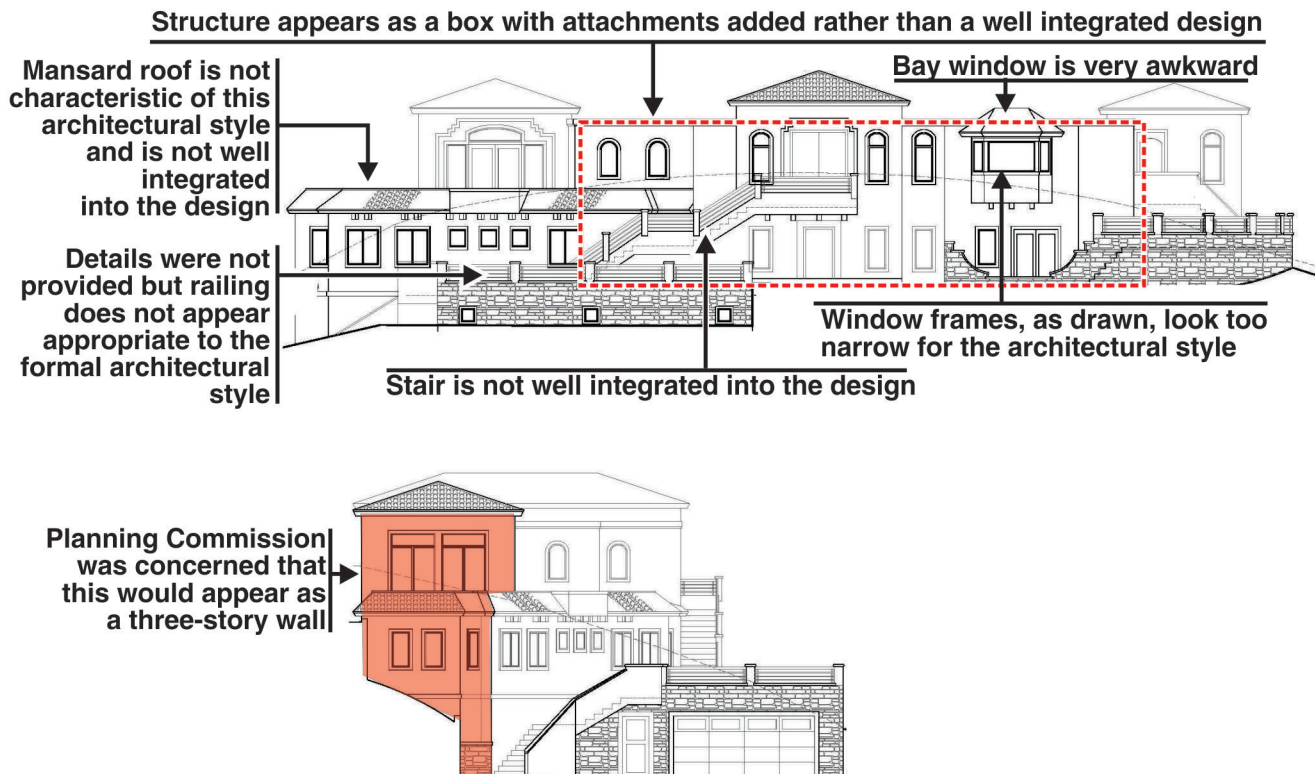 Structure appears as a box with attachments added rather than a well integrated design
Mansard roof is not
characteristic of this
architectural style
and is not well
integrated
into the design
Bay window is very awkward
Details were not
provided but railing
does not appear
appropriate to the
formal architectural
style
Window frames, as drawn, look too
narrow for the architectural style
Stair is not well integrated into the design
Planning Commission
was concerned that
this would appear as
a three-story wall